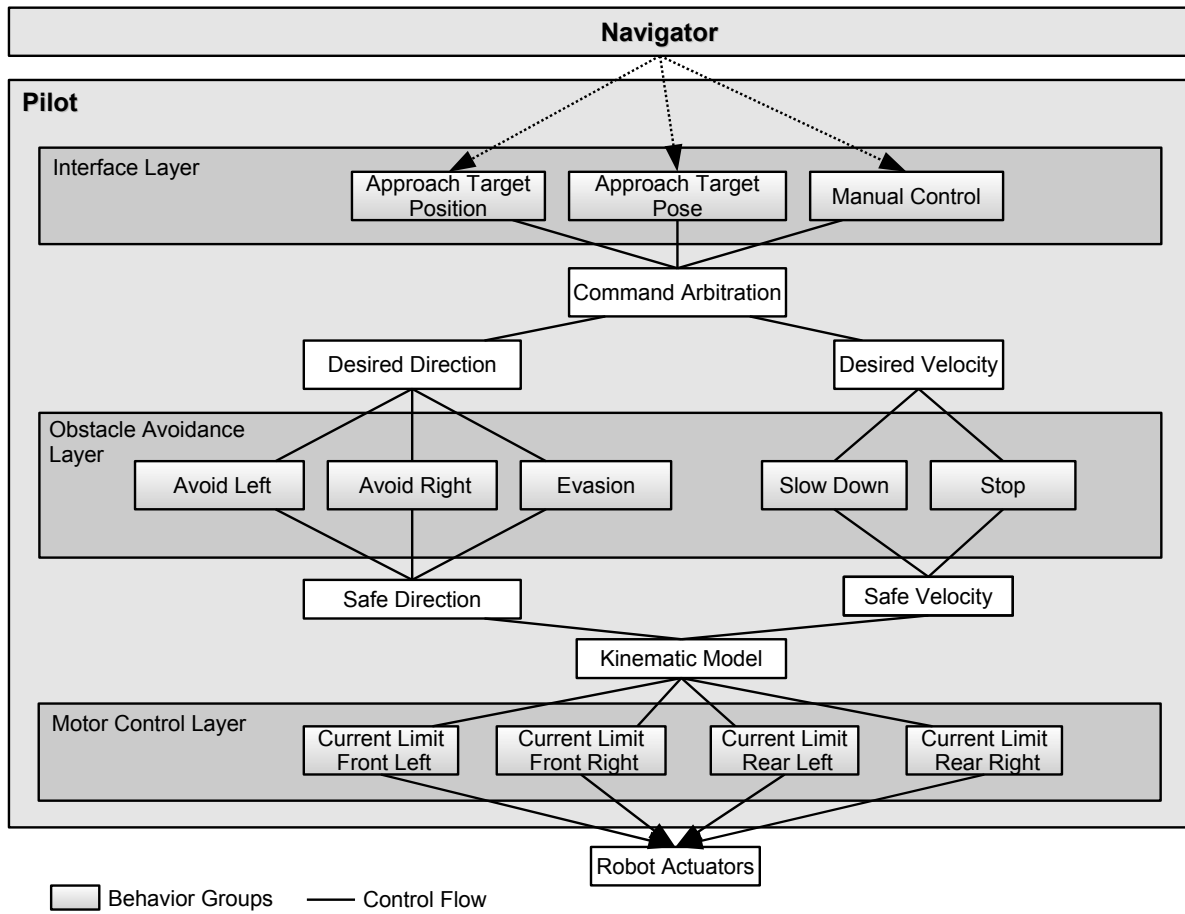 Navigator
Pilot
Interface Layer
Approach Target
Position
Approach Target
Pose
Manual Control
Command Arbitration
Desired Direction
Desired Velocity
Obstacle Avoidance
Layer
Avoid Left
Avoid Right
Evasion
Slow Down
Stop
Safe Direction
Safe Velocity
Kinematic Model
Motor Control Layer
Current Limit
Front Left
Current Limit
Front Right
Current Limit
Rear Left
Current Limit
Rear Right
Robot Actuators
Behavior Groups
Control Flow